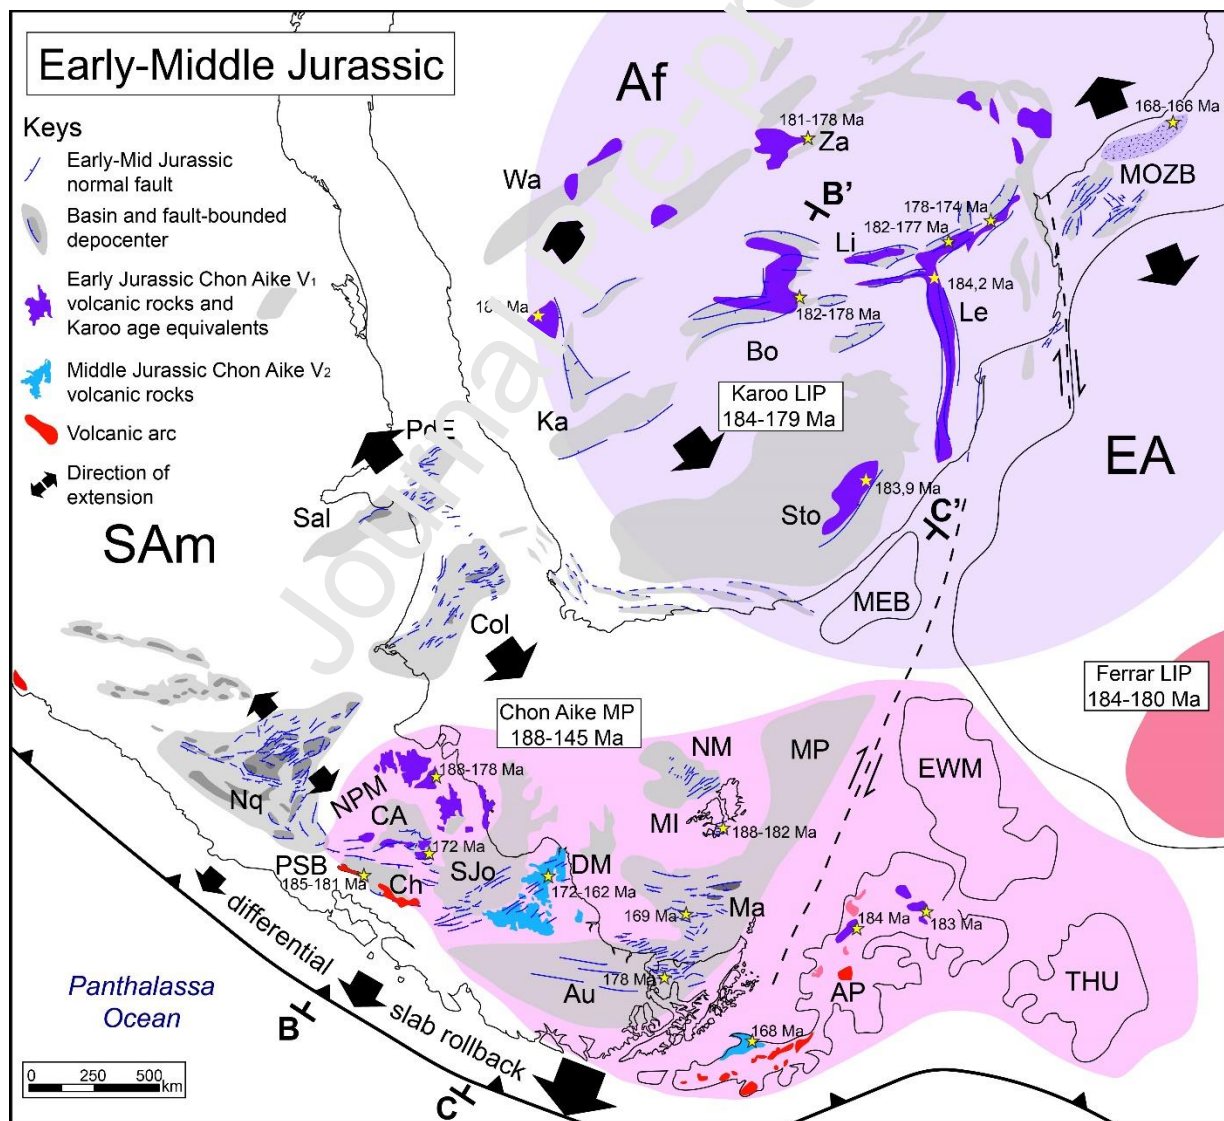 Early-Middle Jurassic
Keys
Early-Mid Jurassic
normal fault
Basin and fault-bounded
depocenter
Early Jurassic Chon Aike V1
volcanic rocks and
Karoo age equivalents
Middle Jurassic Chon Aike V2
volcanic rocks
Volcanic arc
Direction of
extension
Journal Pre-pr
Af
181-178 Ma
Za
Wa
B'
168-166 Ma
MOZB
178-174 Ma
182-177 Ma
Li
184,2 Ma
Le
Ma
182-178 Ma
Bo
Ka
Karoo LIP
184-179 Ma
EA
183,9 Ma
Sto
C'
MEB
Sal
SAm
Col
Ferrar LIP
184-180 Ma
Chon Aike MP
188-145 Ma
NM
MP
EWM
Nq
NPM
188-178 Ma
CA
MI
188-182 Ma
172 Ma
PSB
185-181 Ma
Ch
SJo
DM
172-162 Ma
169 Ma
Ma
184 Ma
183 Ma
178 Ma
Au
AP
THU
168 Ma
differential
slab rollback
Panthalassa
Ocean
B
C
0 250 500
km